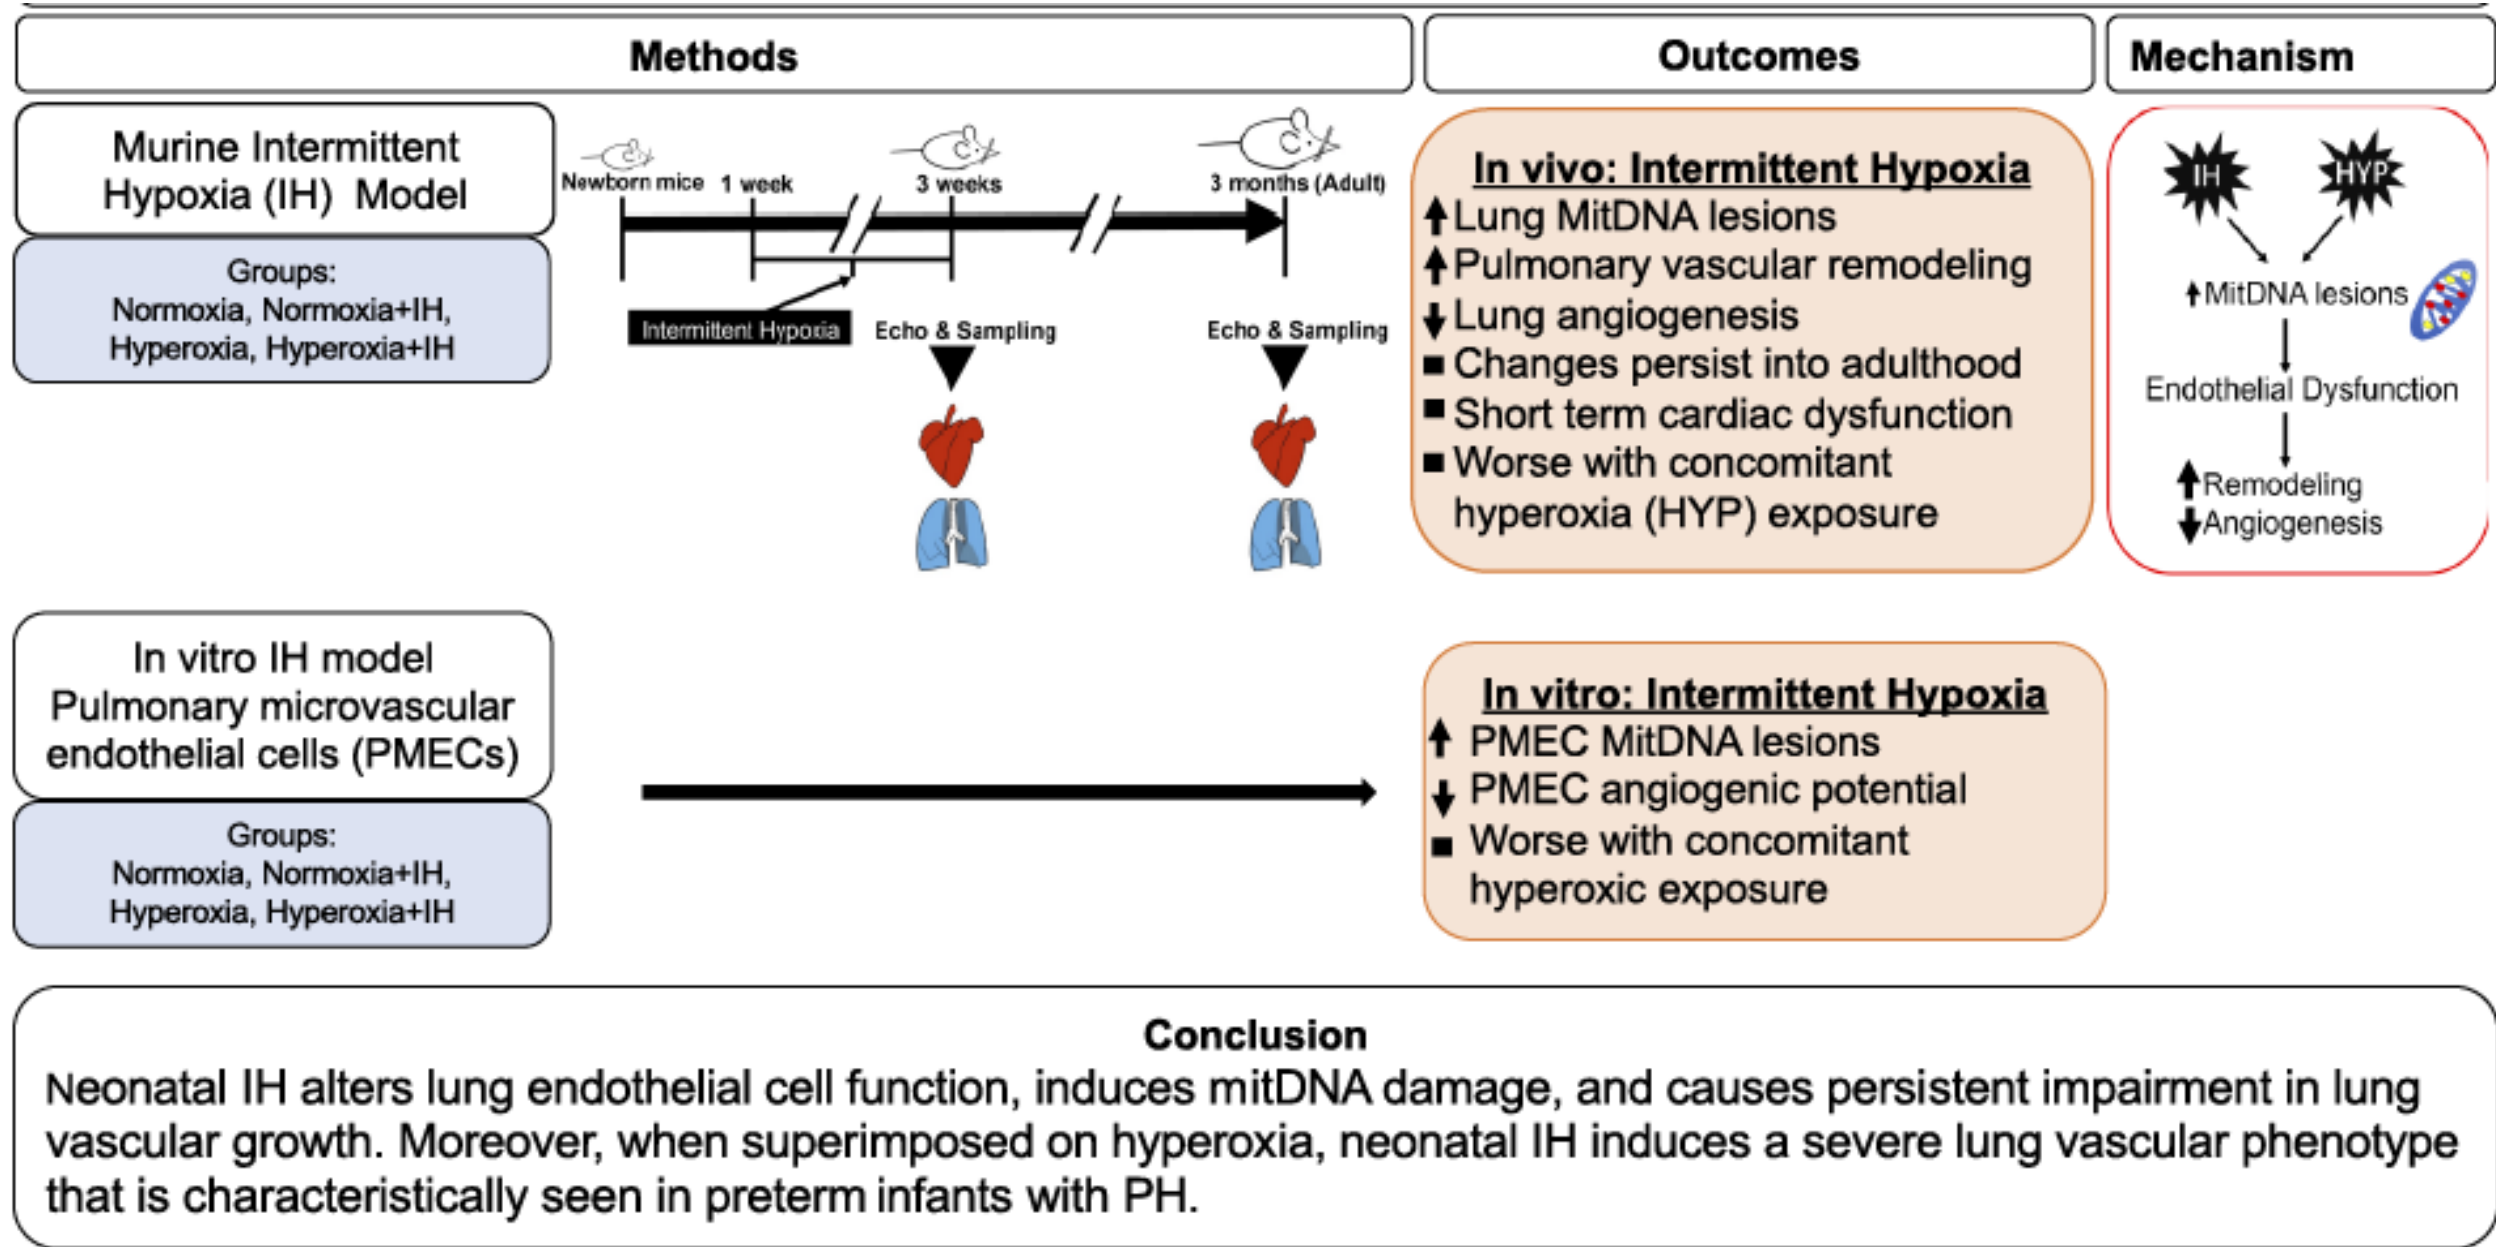 Methods
Outcomes
Mechanism
Murine Intermittent
Hypoxia (IH) Model
Groups:
Normoxia, Normoxia+IH,
Hyperoxia, Hyperoxia+IH
Newborn mice
1 week
3 weeks
3 months (Adult)
Intermittent Hypoxia
Echo & Sampling
Echo & Sampling
In vivo: Intermittent Hypoxia
Lung MitDNA lesions
Pulmonary vascular remodeling
Lung angiogenesis
Changes persist into adulthood
Short term cardiac dysfunction
Worse with concomitant
hyperoxia (HYP) exposure
IH
HYP
MitDNA lesions
Endothelial Dysfunction
Remodeling
Angiogenesis
In vitro IH model
Pulmonary microvascular
endothelial cells (PMECs)
Groups:
Normoxia, Normoxia+IH,
Hyperoxia, Hyperoxia+IH
In vitro: Intermittent Hypoxia
PMEC MitDNA lesions
PMEC angiogenic potential
Worse with concomitant
hyperoxic exposure
Conclusion
Neonatal IH alters lung endothelial cell function, induces mitDNA damage, and causes persistent impairment in lung
vascular growth. Moreover, when superimposed on hyperoxia, neonatal IH induces a severe lung vascular phenotype
that is characteristically seen in preterm infants with PH.